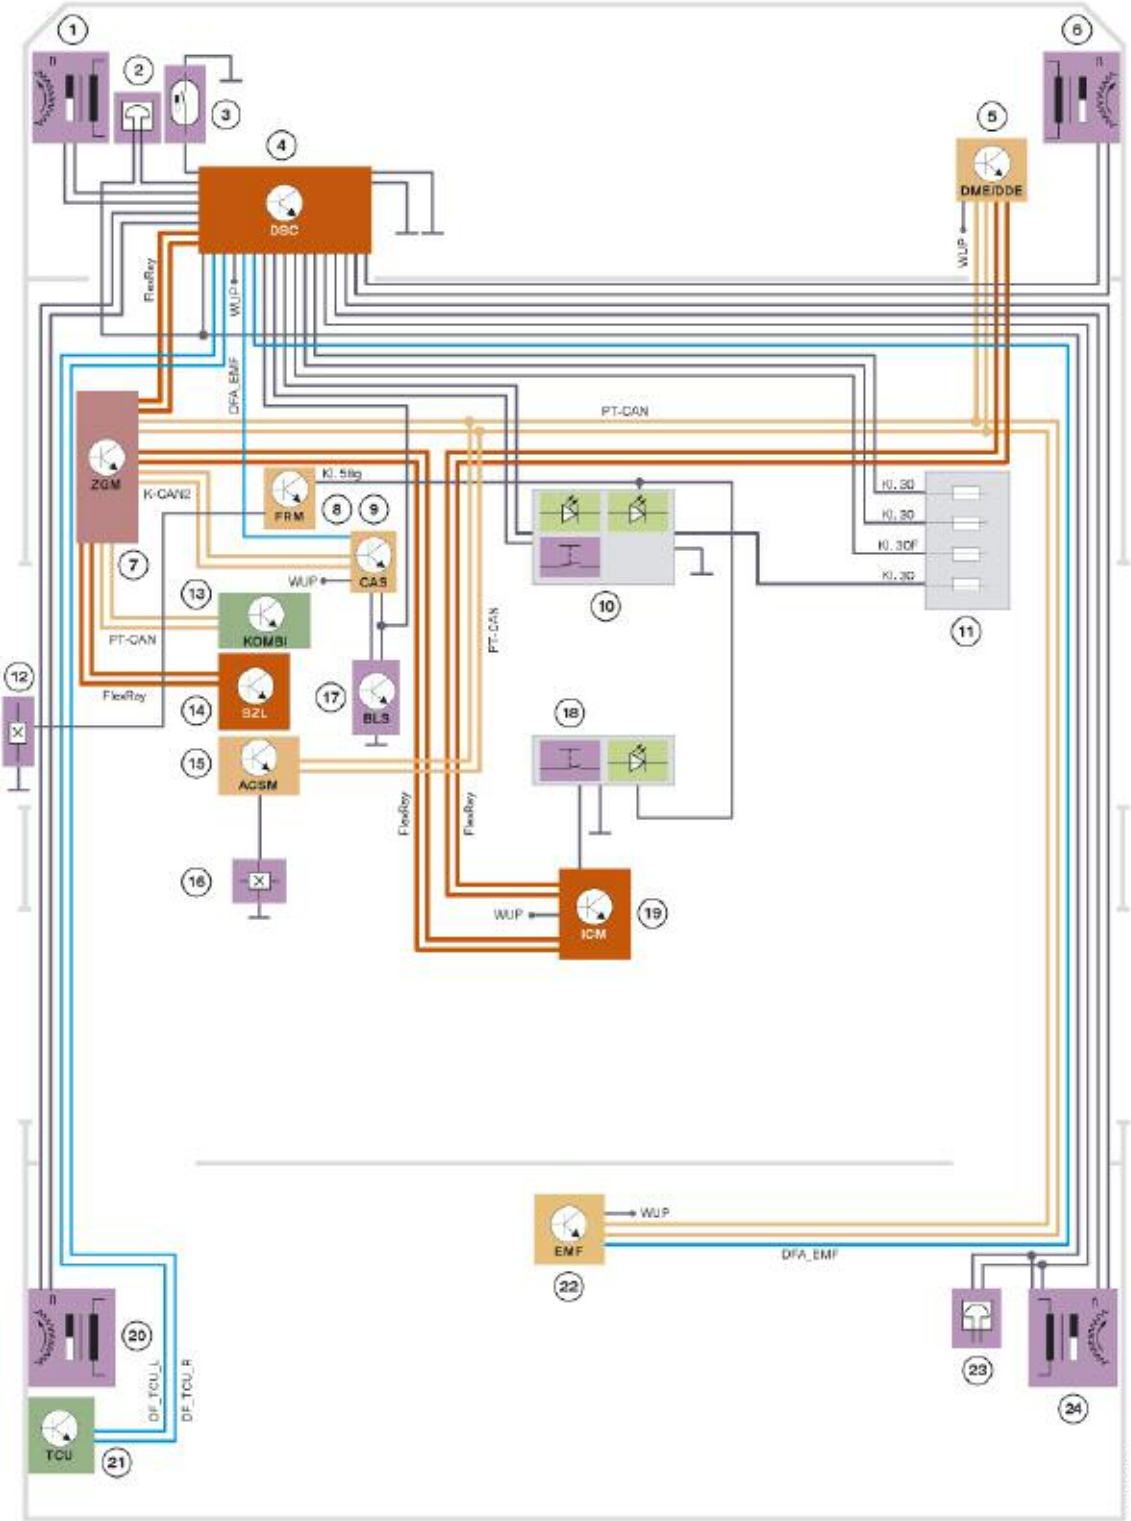 1
2
3
4
5
6
n
n
DSC
DME/DDE
WUP
FlexRay
WUP
DFA_EMF
PT-CAN
ZGM
K-CAN2
Kl. 58g
FRM
8
9
Kl. 30
Kl. 30
Kl. 30F
Kl. 30
7
WUP
CAS
10
11
13
KOMBI
PT-CAN
PT-CAN
12
FlexRay
14
SZL
17
BLS
18
15
ACSM
FlexRay
FlexRay
16
WUP
ICM
19
EMF
WUP
DFA_EMF
22
n
20
n
23
24
DF_TCU_L
DF_TCU_R
TCU
21